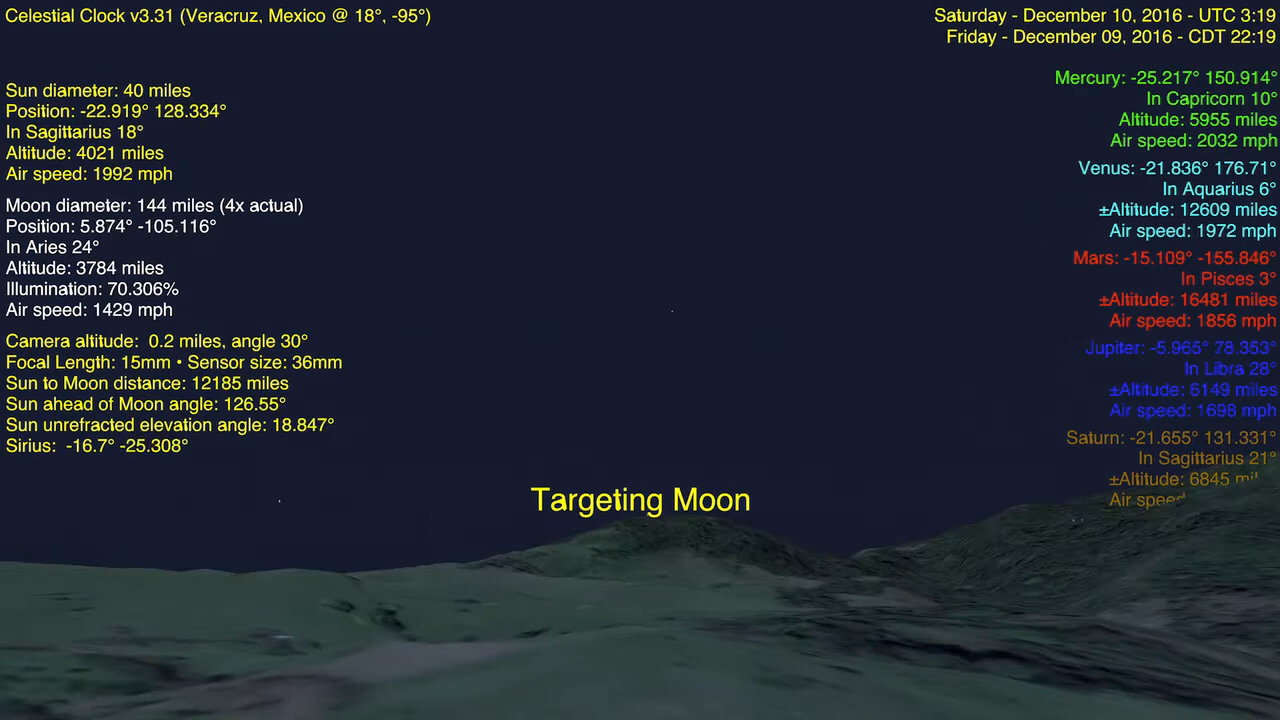 Celestial Clock v3.31 (Veracruz, Mexico @ 18°, -95°)
Saturday - December 10, 2016 - UTC 3:19
Friday - December 09, 2016 - CDT 22:19
Sun diameter: 40 miles
Position: -22.919° 128.334°
In Sagittarius 18°
Altitude: 4021 miles
Air speed: 1992 mph
Moon diameter: 144 miles (4x actual)
Position: 5.874° -105.116°
In Aries 24°
Altitude: 3784 miles
Illumination: 70.306%
Air speed: 1429 mph
Camera altitude:  0.2 miles, angle 30°
Focal Length: 15mm • Sensor size: 36mm
Sun to Moon distance: 12185 miles
Sun ahead of Moon angle: 126.55°
Sun unrefracted elevation angle: 18.847°
Sirius:  -16.7° -25.308°
Mercury: -25.217° 150.914°
In Capricorn 10°
Altitude: 5955 miles
Air speed: 2032 mph
Venus: -21.836° 176.71°
In Aquarius 6°
±Altitude: 12609 miles
Air speed: 1972 mph
Mars: -15.109° -155.846°
In Pisces 3°
±Altitude: 16481 miles
Air speed: 1856 mph
Jupiter: -5.965° 78.353°
In Libra 28°
±Altitude: 6149 miles
Air speed: 1698 mph
Saturn: -21.655° 131.331°
In Sagittarius 21°
±Altitude: 6845
Air speed
Targeting Moon